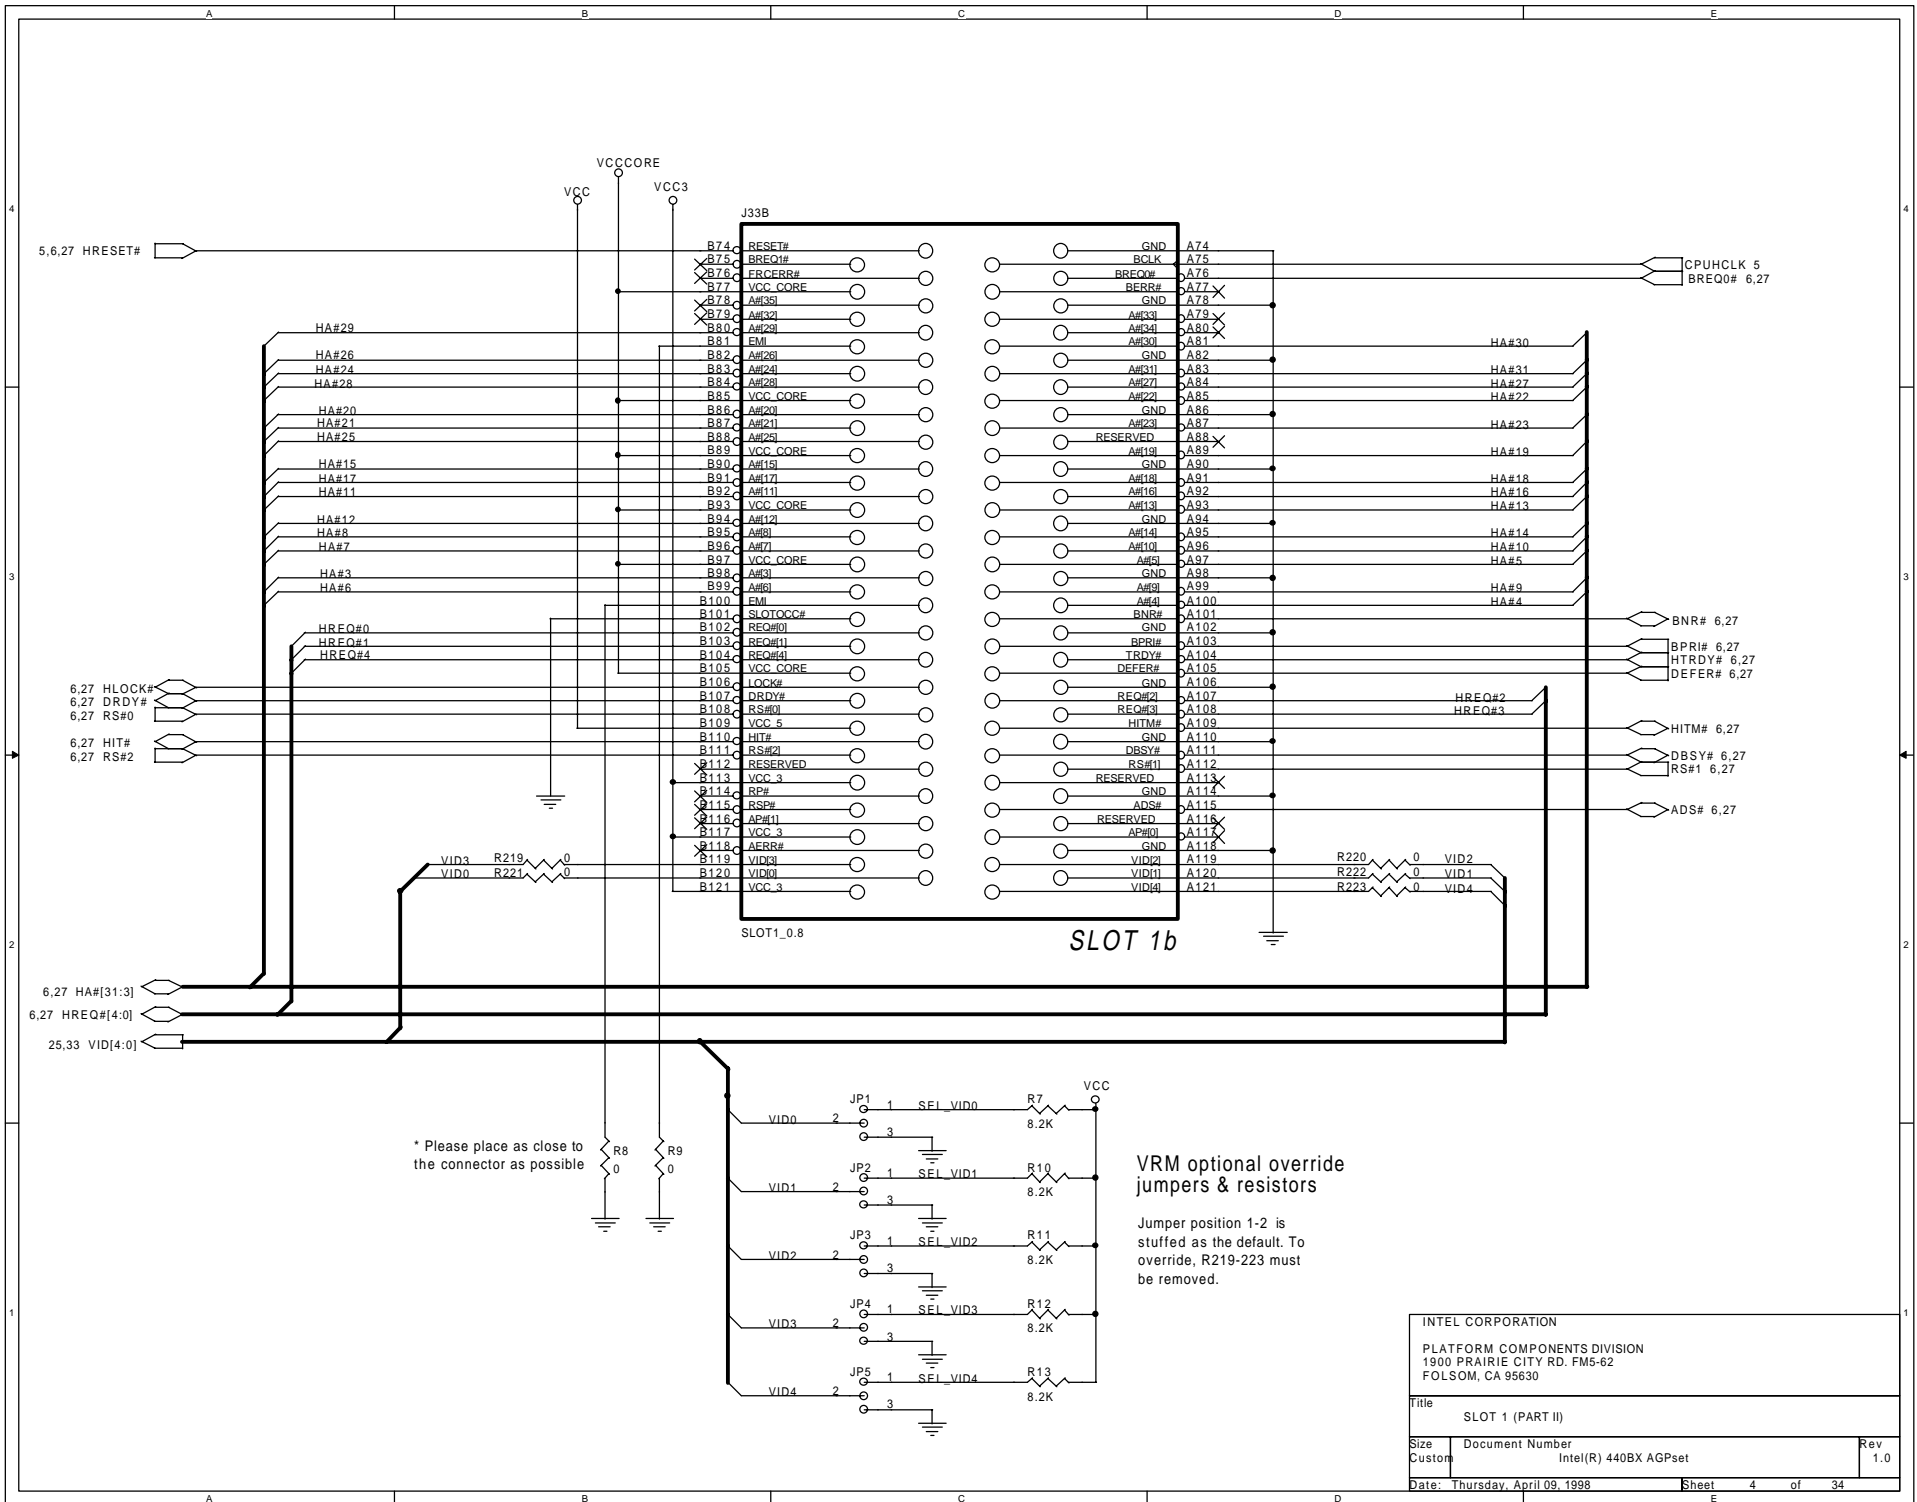 A B C D E
VCCCORE
VCC VCC3
4 4
J33B
5,6,27 HRESET# B74 RESET# GND A74
B75 BREQ1# BCLK A75 CPUHCLK 5
B76 FRCERR# BREQ0# A76 BREQ0# 6,27
B77 VCC_CORE BERR# A77
B78 A#[35] GND A78
B79 A#[32] A#[33] A79
HA#29 B80 A#[29] A#[34] A80
B81 EMI A#[30] A81 HA#30
HA#26 B82 A#[26] GND A82
HA#24 B83 A#[24] A#[31] A83 HA#31
HA#28 B84 A#[28] A#[27] A84 HA#27
B85 VCC_CORE A#[22] A85 HA#22
HA#20 B86 A#[20] GND A86
HA#21 B87 A#[21] A#[23] A87 HA#23
HA#25 B88 A#[25] RESERVED A88
B89 VCC_CORE A#[19] A89 HA#19
HA#15 B90 A#[15] GND A90
HA#17 B91 A#[17] A#[18] A91 HA#18
HA#11 B92 A#[11] A#[16] A92 HA#16
B93 VCC_CORE A#[13] A93 HA#13
HA#12 B94 A#[12] GND A94
HA#8 B95 A#[8] A#[14] A95 HA#14
HA#7 B96 A#[7] A#[10] A96 HA#10
B97 VCC_CORE A#[5] A97 HA#5
3 HA#3 B98 A#[3] GND A98 3
HA#6 B99 A#[6] A#[9] A99 HA#9
B100 EMI A#[4] A100 HA#4
B101 SLOTOCC# BNR# A101 BNR# 6,27
HREQ#0 B102 REQ#[0] GND A102
HREQ#1 B103 REQ#[1] BPRI# A103 BPRI# 6,27
HREQ#4 B104 REQ#[4] TRDY# A104 HTRDY# 6,27
B105 VCC_CORE DEFER# A105 DEFER# 6,27
6,27 HLOCK# B106 LOCK# GND A106
6,27 DRDY# B107 DRDY# REQ#[2] A107 HREQ#2
6,27 RS#0 B108 RS#[0] REQ#[3] A108 HREQ#3
B109 VCC_5 HITM# A109 HITM# 6,27
6,27 HIT# B110 HIT# GND A110
6,27 RS#2 B111 RS#[2] DBSY# A111 DBSY# 6,27
B112 RESERVED RS#[1] A112 RS#1 6,27
B113 VCC_3 RESERVED A113
B114 RP# GND A114
B115 RSP# ADS# A115 ADS# 6,27
B116 AP#[1] RESERVED A116
B117 VCC_3 AP#[0] A117
B118 AERR# GND A118
VID3 R219 0 B119 VID[3] VID[2] A119 R220 0 VID2
VID0 R221 0 B120 VID[0] VID[1] A120 R222 0 VID1
B121 VCC_3 VID[4] A121 R223 0 VID4
SLOT1_0.8 SLOT 1b
2 2
6,27 HA#[31:3]
6,27 HREQ#[4:0]
25,33 VID[4:0]
VCC
JP1 1 SEL_VID0 R7
VID0 2 8.2K
3
* Please place as close to
the connector as possible
R8 0
R9 0
JP2 1 SEL_VID1 R10
VID1 2 8.2K
3
JP3 1 SEL_VID2 R11
VID2 2 8.2K
3
JP4 1 SEL_VID3 R12
VID3 2 8.2K
3
JP5 1 SEL_VID4 R13
VID4 2 8.2K
3
VRM optional override
jumpers & resistors
Jumper position 1-2 is
stuffed as the default. To
override, R219-223 must
be removed.
1 1
INTEL CORPORATION
PLATFORM COMPONENTS DIVISION
1900 PRAIRIE CITY RD. FM5-62
FOLSOM, CA 95630
Title
SLOT 1 (PART II)
Size Document Number Rev
Custom Intel(R) 440BX AGPset 1.0
Date: Thursday, April 09, 1998 Sheet 4 of 34
A B C D E